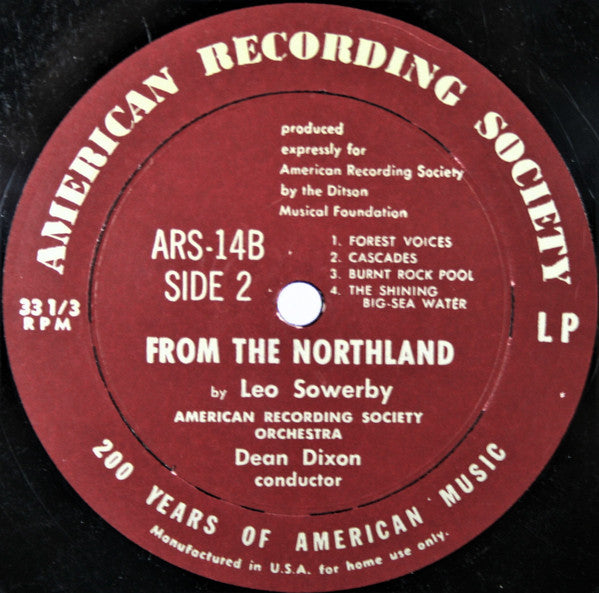 AMERICAN RECORDING SOCIETY
produced
expressly for
American Recording Society
by the Ditson
Musical Foundation
ARS-14B
SIDE 2
1. FOREST VOICES
2. CASCADES
3. BURNT ROCK POOL
4. THE SHINING
BIG-SEA WATER
33 1/3
RPM
LP
FROM THE NORTHLAND
by Leo Sowerby
AMERICAN RECORDING SOCIETY
ORCHESTRA
Dean Dixon
conductor
200 YEARS OF AMERICAN MUSIC
Manufactured in U.S.A. for home use only.